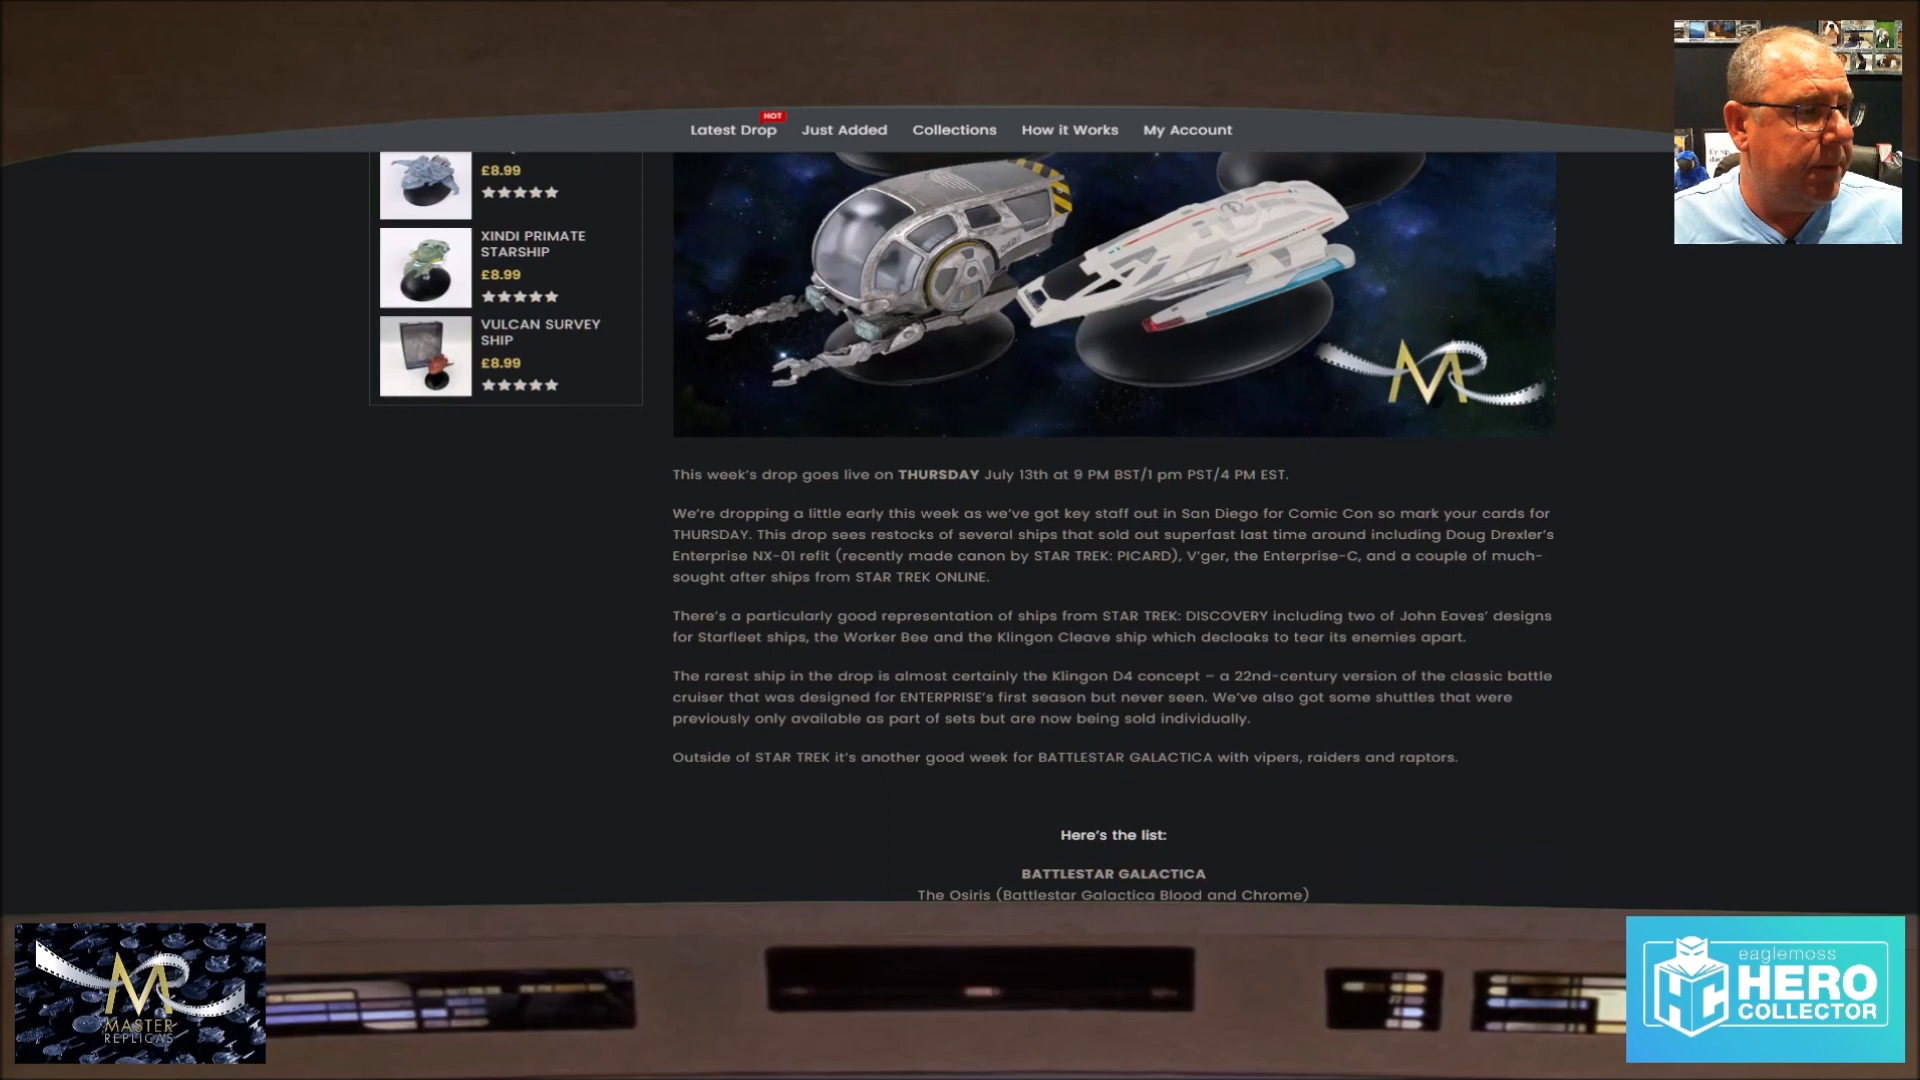 HOT
Latest Drop Just Added Collections How it Works My Account
£8.99
XINDI PRIMATE
STARSHIP
£8.99
VULCAN SURVEY
SHIP
£8.99
This week's drop goes live on THURSDAY July 13th at 9 PM BST/1 pm PST/4 PM EST.
We're dropping a little early this week as we've got key staff out in San Diego for Comic Con so mark your cards for
THURSDAY. This drop sees restocks of several ships that sold out superfast last time around including Doug Drexler's
Enterprise NX-01 refit (recently made canon by STAR TREK: PICARD), V'ger, the Enterprise-C, and a couple of much-
sought after ships from STAR TREK ONLINE.
There's a particularly good representation of ships from STAR TREK: DISCOVERY including two of John Eaves' designs
for Starfleet ships, the Worker Bee and the Klingon Cleave ship which decloaks to tear its enemies apart.
The rarest ship in the drop is almost certainly the Klingon D4 concept – a 22nd-century version of the classic battle
cruiser that was designed for ENTERPRISE's first season but never seen. We've also got some shuttles that were
previously only available as part of sets but are now being sold individually.
Outside of STAR TREK it's another good week for BATTLESTAR GALACTICA with vipers, raiders and raptors.
Here's the list:
BATTLESTAR GALACTICA
The Osiris (Battlestar Galactica Blood and Chrome)
MASTER
REPLICAS
eaglemoss
HERO
COLLECTOR